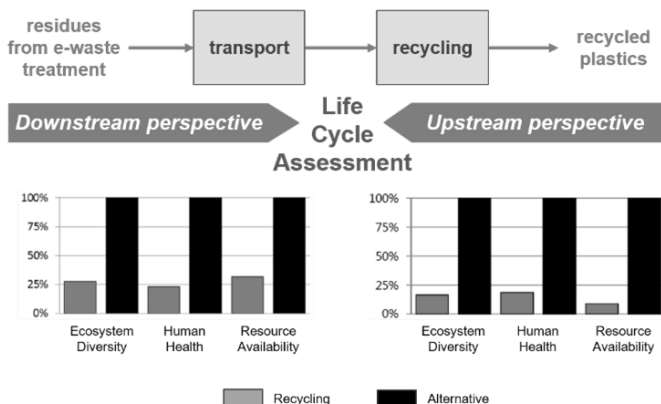 residues
from e-waste
treatment
transport
recycling
recycled
plastics
Downstream perspective
Life
Cycle
Assessment
Upstream perspective
100%
75%
50%
25%
0%
Ecosystem
Diversity
Human
Health
Resource
Availability
100%
75%
50%
25%
0%
Ecosystem
Diversity
Human
Health
Resource
Availability
Recycling
Alternative